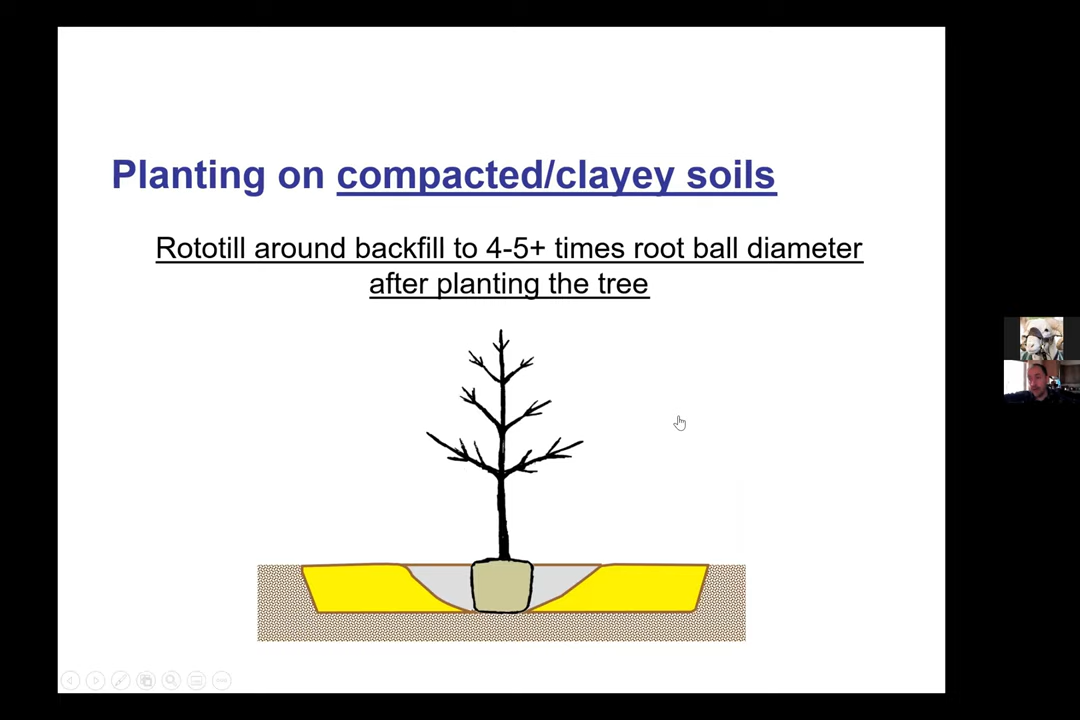 Planting on compacted/clayey soils
Rototill around backfill to 4-5+ times root ball diameter
after planting the tree